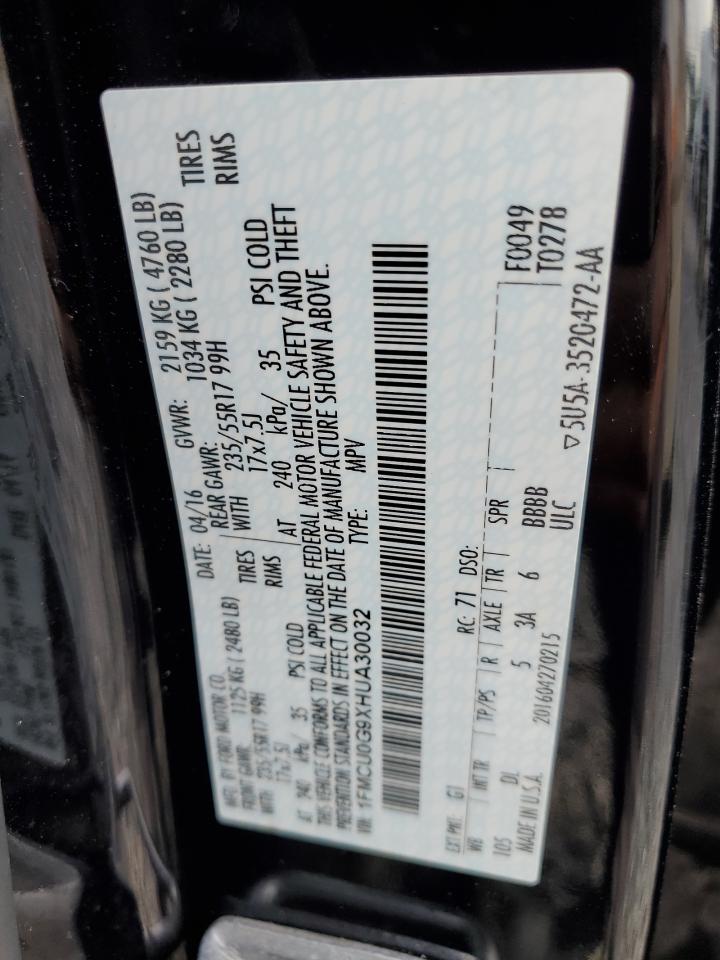 MFD. BY FORD MOTOR CO. DATE: 04/16 GVWR: 2159 KG ( 4760 LB)
FRONT GAWR: 1125 KG ( 2480 LB) REAR GAWR: 1034 KG ( 2280 LB)
WITH 235/55R17 99H TIRES WITH 235/55R17 99H TIRES
17x7.5J RIMS 17x7.5J RIMS
AT 240 kPa/ 35 PSI COLD AT 240 kPa/ 35 PSI COLD
THIS VEHICLE CONFORMS TO ALL APPLICABLE FEDERAL MOTOR VEHICLE SAFETY AND THEFT
PREVENTION STANDARDS IN EFFECT ON THE DATE OF MANUFACTURE SHOWN ABOVE.
VIN: 1FMCU0G9XHUA30032 TYPE: MPV
EXT PNT: G1 RC: 71 DSO: F0049
WB INT TR TP/PS R AXLE TR SPR T0278
105 DL 5 3A 6 BBBB
MADE IN U.S.A. 201604270215 ULC ▽5U5A-3520472-AA